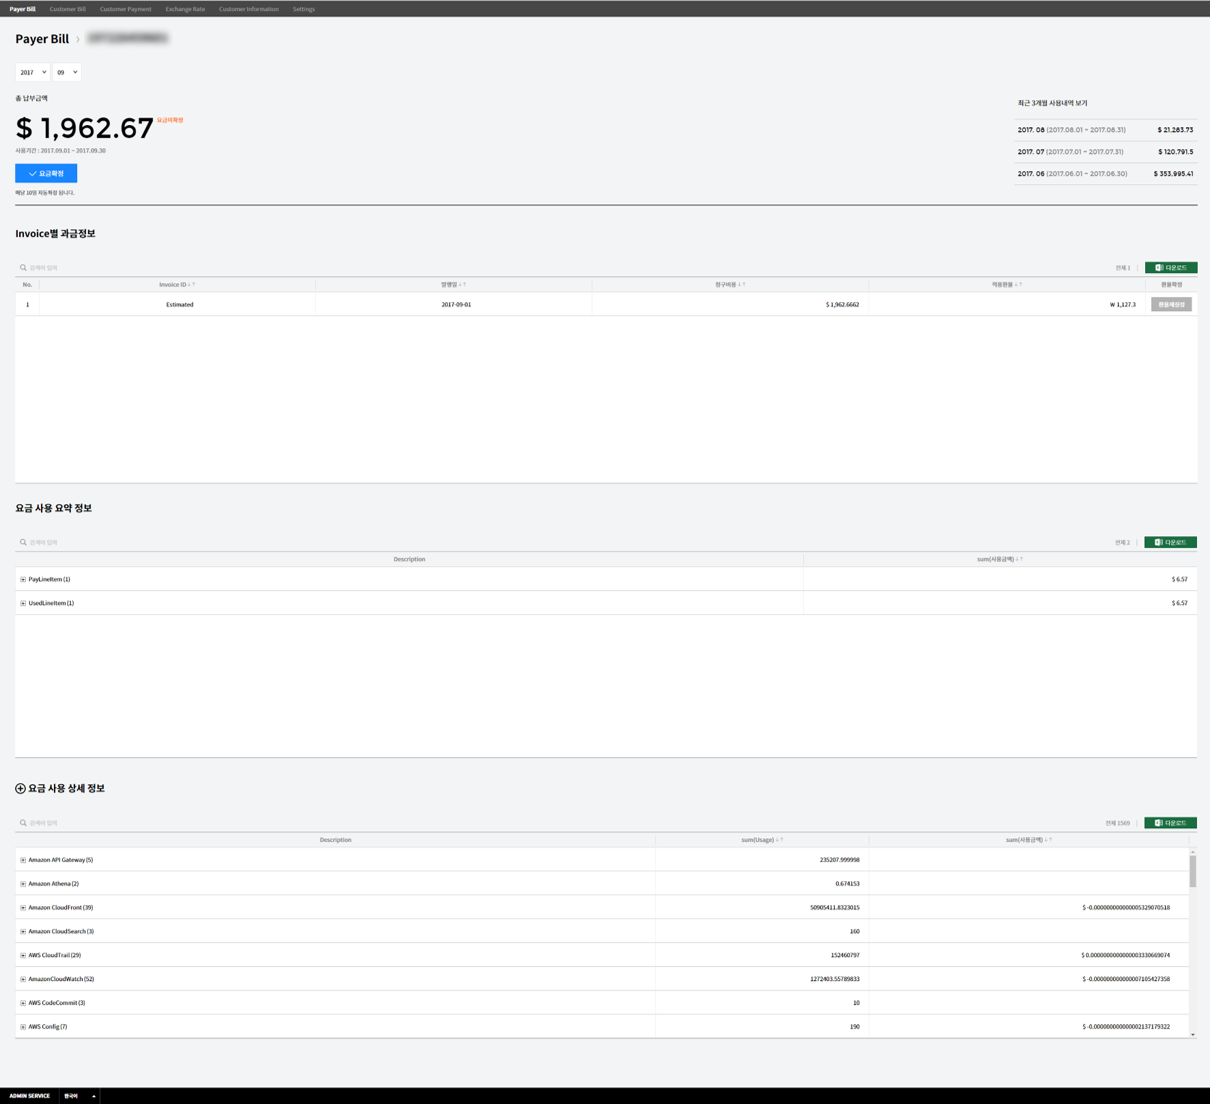 Payer Bill Customer Bill Customer Payment Exchange Rate Customer Information Settings
Payer Bill >
2017 09
총 납부금액
$ 1,962.67 요금미확정
사용기간 : 2017.09.01 ~ 2017.09.30
요금확정
매달 10일 자동확정 됩니다.
최근 3개월 사용내역 보기
2017. 08 (2017.08.01 ~ 2017.08.31) $ 21,283.73
2017. 07 (2017.07.01 ~ 2017.07.31) $ 120,791.5
2017. 06 (2017.06.01 ~ 2017.06.30) $ 353,995.41
Invoice별 과금정보
검색어 입력 전체 1 | 다운로드
No. Invoice ID↓↑ 발행일↓↑ 청구비용↓↑ 적용환율↓↑ 환율확정
1 Estimated 2017-09-01 $ 1,962.6662 ₩ 1,127.3 환율재산정
요금 사용 요약 정보
검색어 입력 전체 2 | 다운로드
Description sum(사용금액)↓↑
PayLineItem (1) $ 6.57
UsedLineItem (1) $ 6.57
요금 사용 상세 정보
검색어 입력 전체 1569 | 다운로드
Description sum(Usage)↓↑ sum(사용금액)↓↑
Amazon API Gateway (5) 235207.999998
Amazon Athena (2) 0.674153
Amazon CloudFront (39) 50905411.8323015 $ -0.0000000000000005329070518
Amazon CloudSearch (3) 160
AWS CloudTrail (29) 152460797 $ 0.0000000000000003330669074
AmazonCloudWatch (52) 1272403.55789833 $ -0.000000000000007105427358
AWS CodeCommit (3) 10
AWS Config (7) 190 $ -0.000000000000002137179322
ADMIN SERVICE 한국어